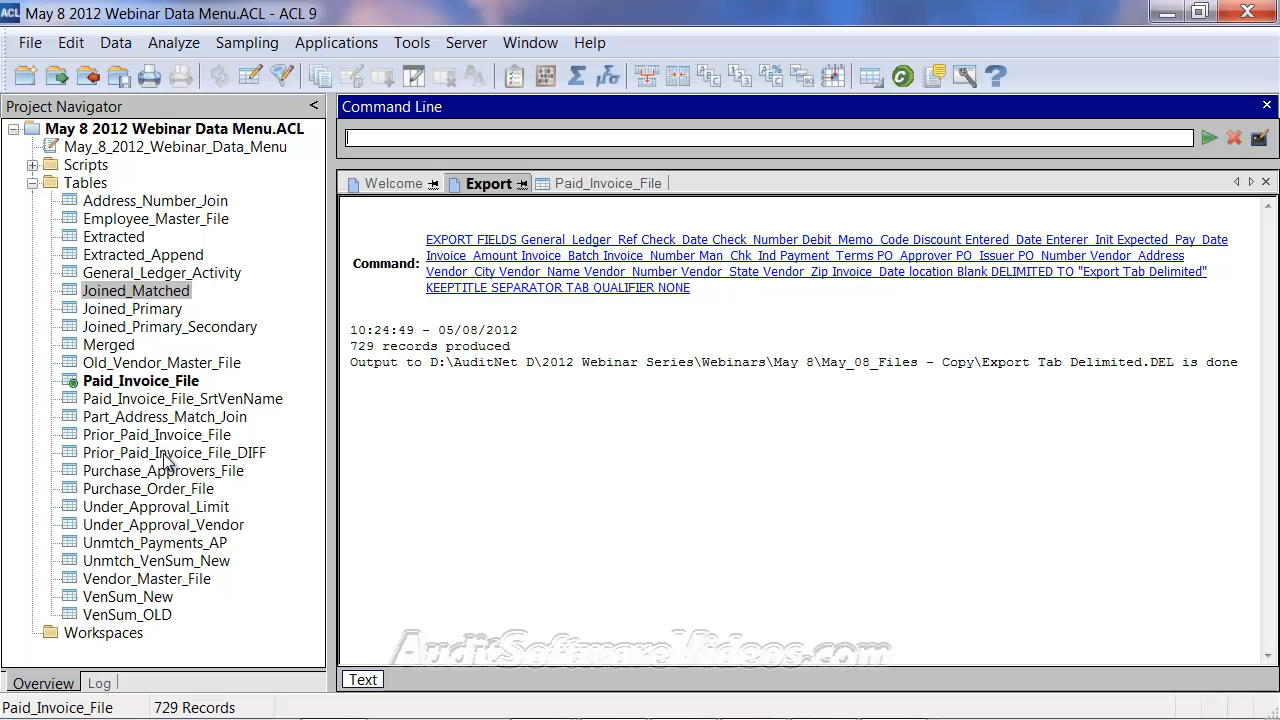 May 8 2012 Webinar Data Menu.ACL - ACL 9
File Edit Data Analyze Sampling Applications Tools Server Window Help
Project Navigator <
May 8 2012 Webinar Data Menu.ACL
May_8_2012_Webinar_Data_Menu
Scripts
Tables
Address_Number_Join
Employee_Master_File
Extracted
Extracted_Append
General_Ledger_Activity
Joined_Matched
Joined_Primary
Joined_Primary_Secondary
Merged
Old_Vendor_Master_File
Paid_Invoice_File
Paid_Invoice_File_SrtVenName
Part_Address_Match_Join
Prior_Paid_Invoice_File
Prior_Paid_Invoice_File_DIFF
Purchase_Approvers_File
Purchase_Order_File
Under_Approval_Limit
Under_Approval_Vendor
Unmtch_Payments_AP
Unmtch_VenSum_New
Vendor_Master_File
VenSum_New
VenSum_OLD
Workspaces
Overview Log
Command Line
Welcome Export Paid_Invoice_File
Command:
EXPORT FIELDS General_Ledger_Ref Check_Date Check_Number Debit_Memo_Code Discount Entered_Date Enterer_Init Expected_Pay_Date
Invoice_Amount Invoice_Batch Invoice_Number Man_Chk_Ind Payment_Terms PO_Approver PO_Issuer PO_Number Vendor_Address
Vendor_City Vendor_Name Vendor_Number Vendor_State Vendor_Zip Invoice_Date location Blank DELIMITED TO "Export Tab Delimited"
KEEPTITLE SEPARATOR TAB QUALIFIER NONE
10:24:49 - 05/08/2012
729 records produced
Output to D:\AuditNet D\2012 Webinar Series\Webinars\May 8\May_08_Files - Copy\Export Tab Delimited.DEL is done
AuditSoftwareVideos.com
Text
Paid_Invoice_File 729 Records